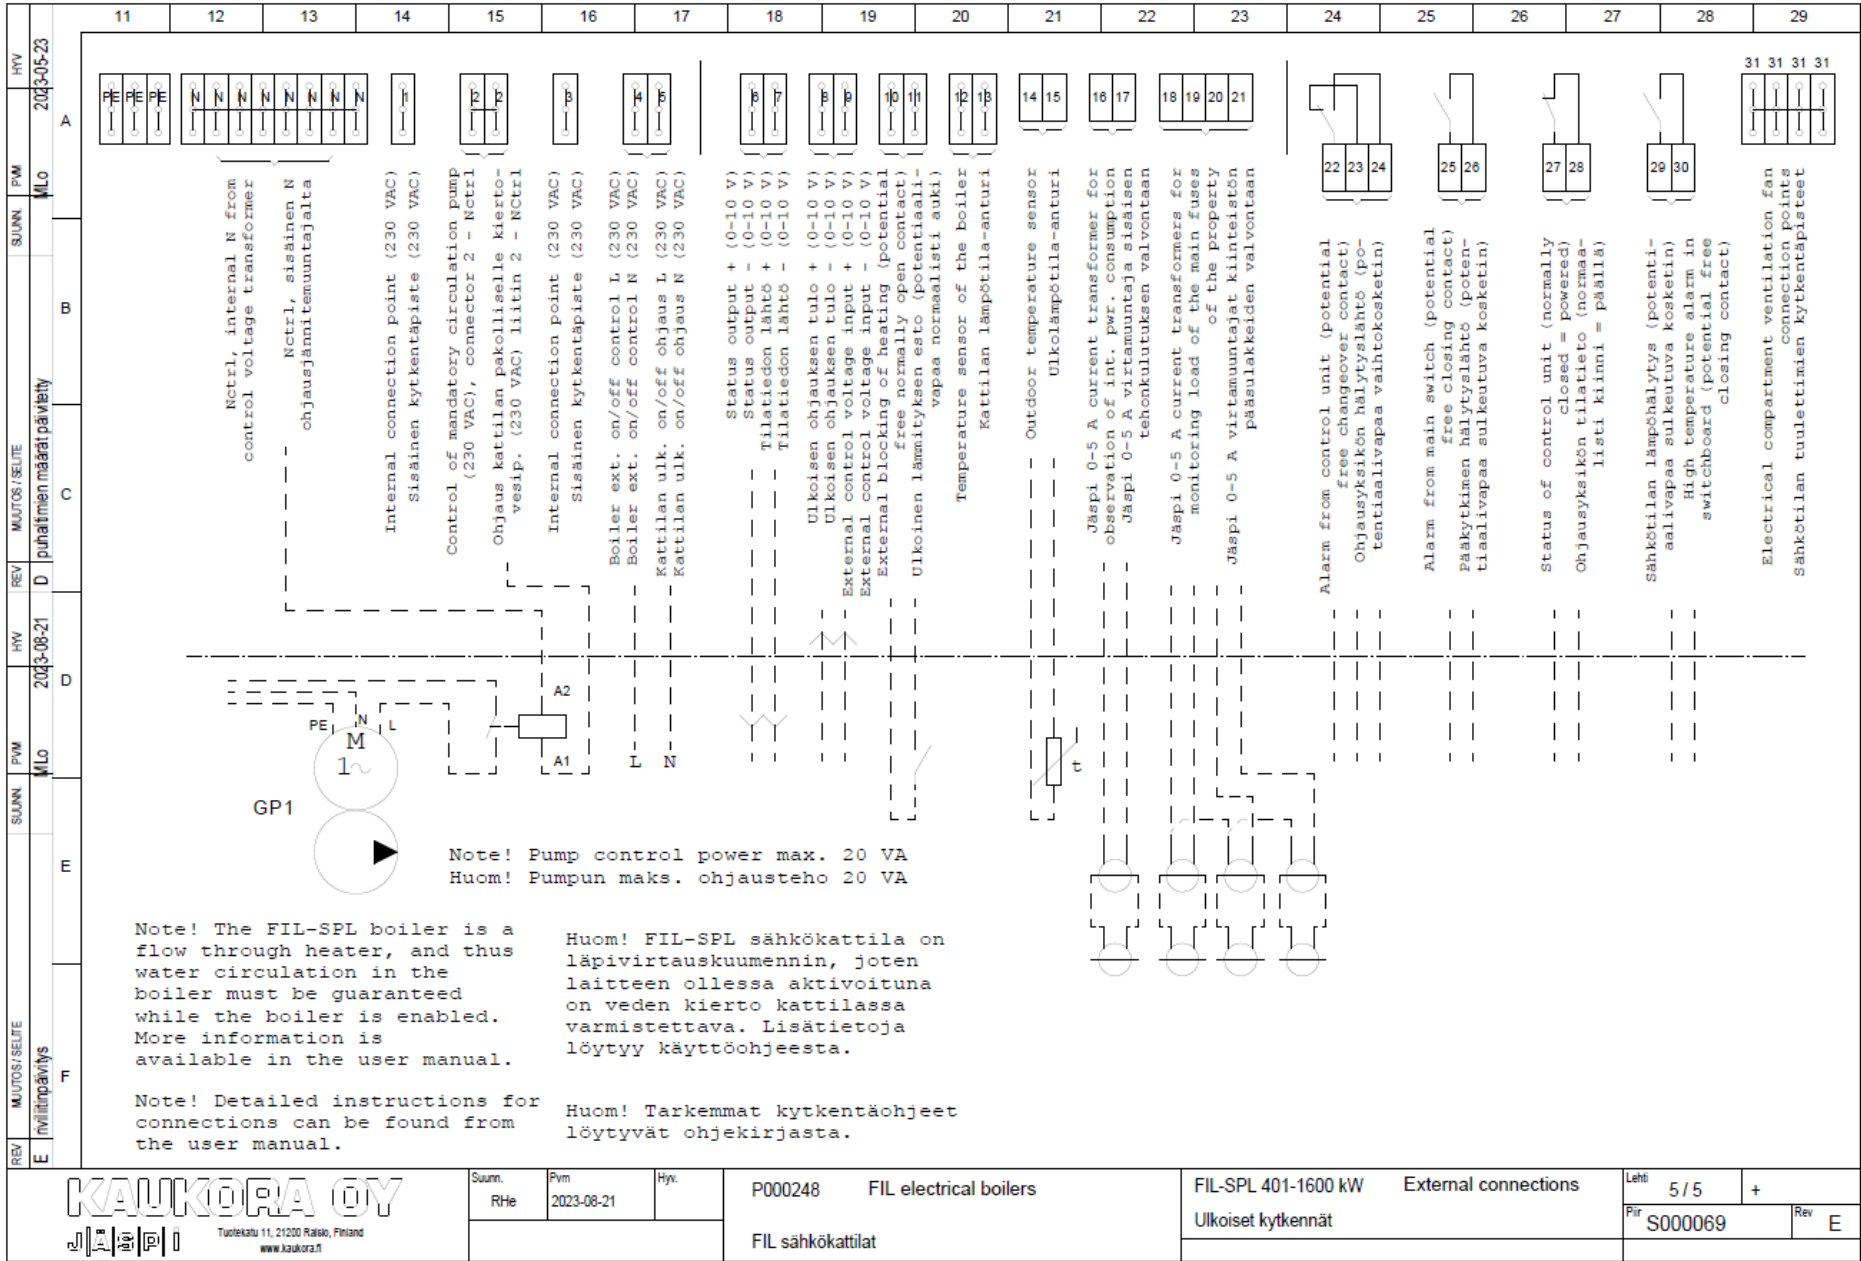 11 12 13 14 15 16 17 18 19 20 21 22 23 24 25 26 27 28 29
HYV
2023-05-23
PVM
MLo
SUUNN.
MUUTOS / SELITE
puhaltimien määrät päivitetty
REV
D
HYV
2023-08-21
PVM
MLo
SUUNN.
MUUTOS / SELITE
riviliitinpäivitys
REV
E
A
B
C
D
E
F
PE PE PE
N N N N N N N N
1
2 2
3
4 5
6 7
8 9
10 11
12 13
14 15
16 17
18 19 20 21
22 23 24
25 26
27 28
29 30
31 31 31 31
Nctrl, internal N from
control voltage transformer
Nctrl, sisäinen N
ohjausjännitemuuntajalta
Internal connection point (230 VAC)
Sisäinen kytkentäpiste (230 VAC)
Control of mandatory circulation pump
(230 VAC), connector 2 - Nctrl
Ohjaus kattilan pakolliselle kierto-
vesip. (230 VAC) liitin 2 - Nctrl
Internal connection point (230 VAC)
Sisäinen kytkentäpiste (230 VAC)
Boiler ext. on/off control L (230 VAC)
Boiler ext. on/off control N (230 VAC)
Kattilan ulk. on/off ohjaus L (230 VAC)
Kattilan ulk. on/off ohjaus N (230 VAC)
Status output + (0-10 V)
Status output - (0-10 V)
Tilatiedon lähtö + (0-10 V)
Tilatiedon lähtö - (0-10 V)
Ulkoisen ohjauksen tulo + (0-10 V)
Ulkoisen ohjauksen tulo - (0-10 V)
External control voltage input + (0-10 V)
External control voltage input - (0-10 V)
External blocking of heating (potential
free normally open contact)
Ulkoinen lämmityksen esto (potentiaali-
vapaa normaalisti auki)
Temperature sensor of the boiler
Kattilan lämpötila-anturi
Outdoor temperature sensor
Ulkolämpötila-anturi
Jäspi 0-5 A current transformer for
observation of int. pwr. consumption
Jäspi 0-5 A virtamuuntaja sisäisen
tehonkulutuksen valvontaan
Jäspi 0-5 A current transformers for
monitoring load of the main fuses
of the property
Jäspi 0-5 A virtamuuntajat kiinteistön
pääsulakkeiden valvontaan
Alarm from control unit (potential
free changeover contact)
Ohjausyksikön hälytyslähtö (po-
tentiaalivapaa vaihtokosketin)
Alarm from main switch (potential
free closing contact)
Pääkytkimen hälytyslähtö (poten-
tiaalivapaa sulkeutuva kosketin)
Status of control unit (normally
closed = powered)
Ohjausyksikön tilatieto (normaa-
listi kiinni = päällä)
Sähkötilan lämpöhälytys (potenti-
aalivapaa sulkeutuva kosketin)
High temperature alarm in
switchboard (potential free
closing contact)
Electrical compartment ventilation fan
connection points
Sähkötilan tuulettimien kytkentäpisteet
A2
PE N L
M
1~
A1
L N
t
GP1
Note! Pump control power max. 20 VA
Huom! Pumpun maks. ohjausteho 20 VA
Note! The FIL-SPL boiler is a
flow through heater, and thus
water circulation in the
boiler must be guaranteed
while the boiler is enabled.
More information is
available in the user manual.
Note! Detailed instructions for
connections can be found from
the user manual.
Huom! FIL-SPL sähkökattila on
läpivirtauskuumennin, joten
laitteen ollessa aktivoituna
on veden kierto kattilassa
varmistettava. Lisätietoja
löytyy käyttöohjeesta.
Huom! Tarkemmat kytkentäohjeet
löytyvät ohjekirjasta.
KAUKORA OY
JÄSPI
Tuotekatu 11, 21200 Raisio, Finland
www.kaukora.fi
Suunn.
RHe
Pvm
2023-08-21
Hyv.
P000248 FIL electrical boilers
FIL sähkökattilat
FIL-SPL 401-1600 kW External connections
Ulkoiset kytkennät
Lehti
5 / 5 +
Piir
S000069
Rev
E